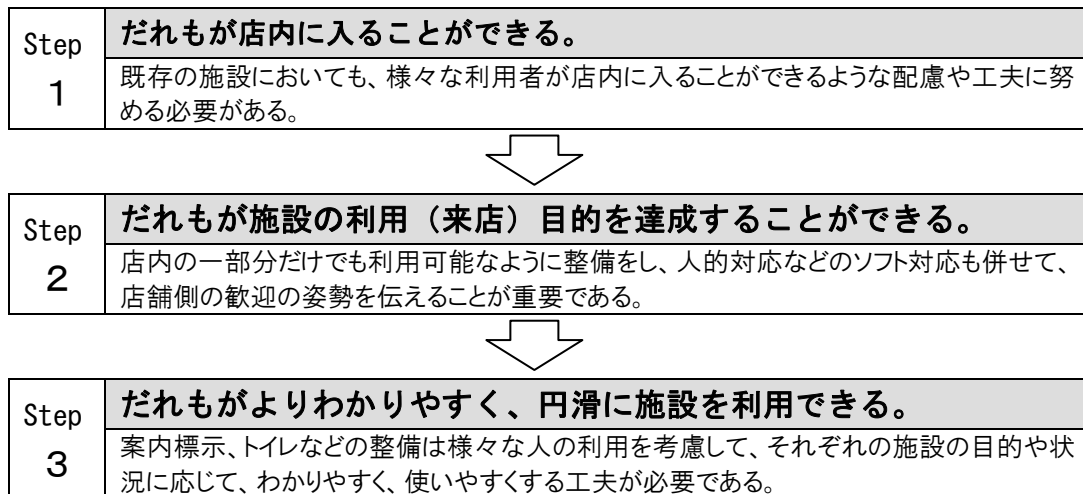 Step
1
だれもが店内に入ることができる。
既存の施設においても、様々な利用者が店内に入ることができるような配慮や工夫に努
める必要がある。
Step
2
だれもが施設の利用（来店）目的を達成することができる。
店内の一部分だけでも利用可能なように整備をし、人的対応などのソフト対応も併せて、
店舗側の歓迎の姿勢を伝えることが重要である。
Step
3
だれもがよりわかりやすく、円滑に施設を利用できる。
案内標示、トイレなどの整備は様々な人の利用を考慮して、それぞれの施設の目的や状
況に応じて、わかりやすく、使いやすくする工夫が必要である。